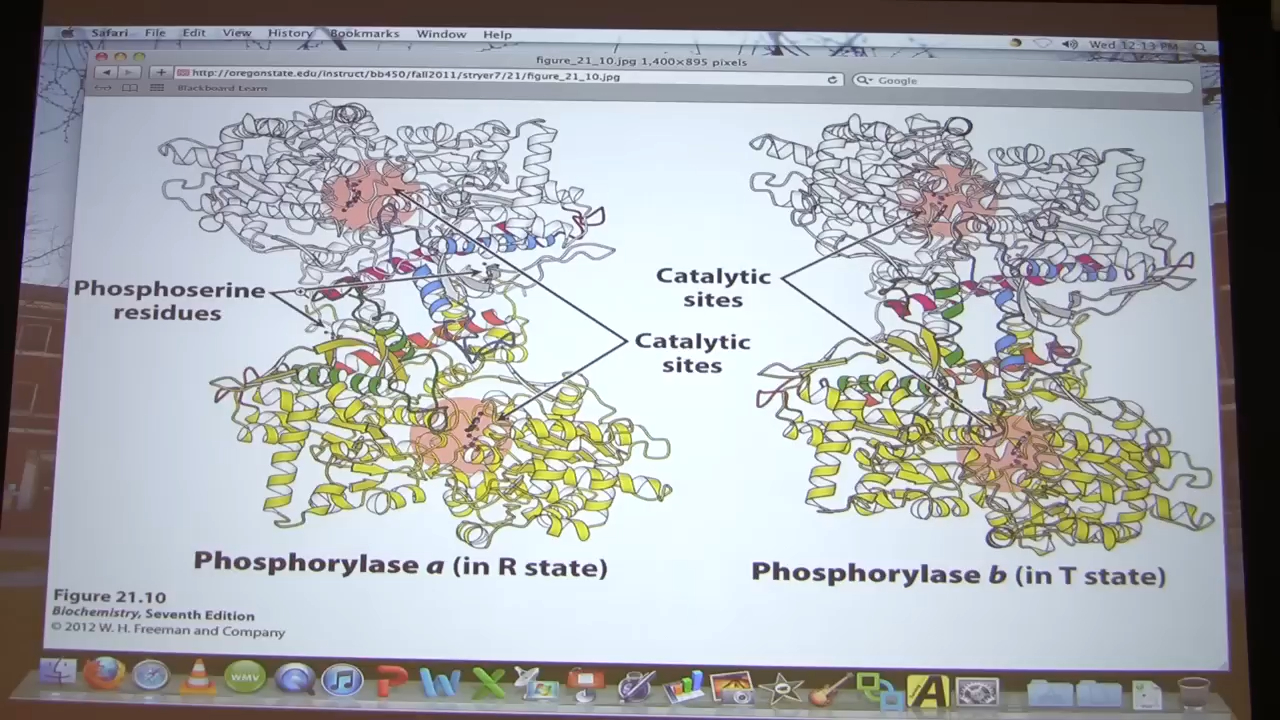 Safari File Edit View History Bookmarks Window Help
Wed 12:13 PM
figure_21_10.jpg 1,400×895 pixels
http://oregonstate.edu/instruct/bb450/fall2011/stryer7/21/figure_21_10.jpg
Google
Blackboard Learn
Phosphoserine
residues
Catalytic
sites
Catalytic
sites
Phosphorylase a (in R state)
Phosphorylase b (in T state)
Figure 21.10
Biochemistry, Seventh Edition
© 2012 W. H. Freeman and Company
WMV